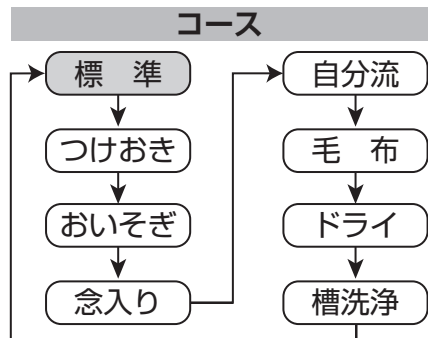 コース
標 準
つけおき
おいそぎ
念入り
自分流
毛 布
ドライ
槽洗浄